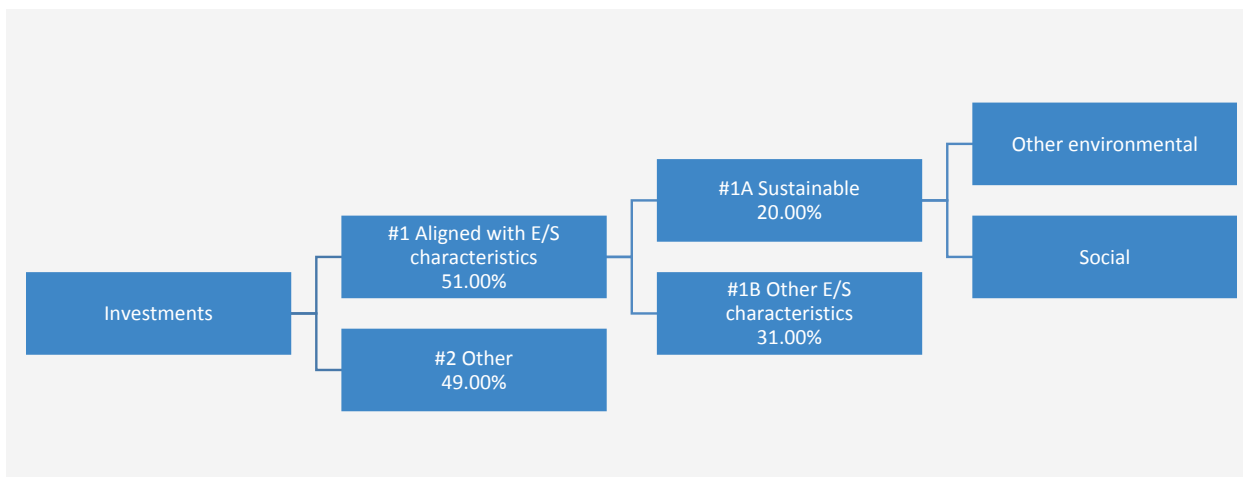 Investments
#1 Aligned with E/S
characteristics
51.00%
#2 Other
49.00%
#1A Sustainable
20.00%
#1B Other E/S
characteristics
31.00%
Other environmental
Social